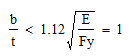 b/t < 1.12√(E/Fy) = 1